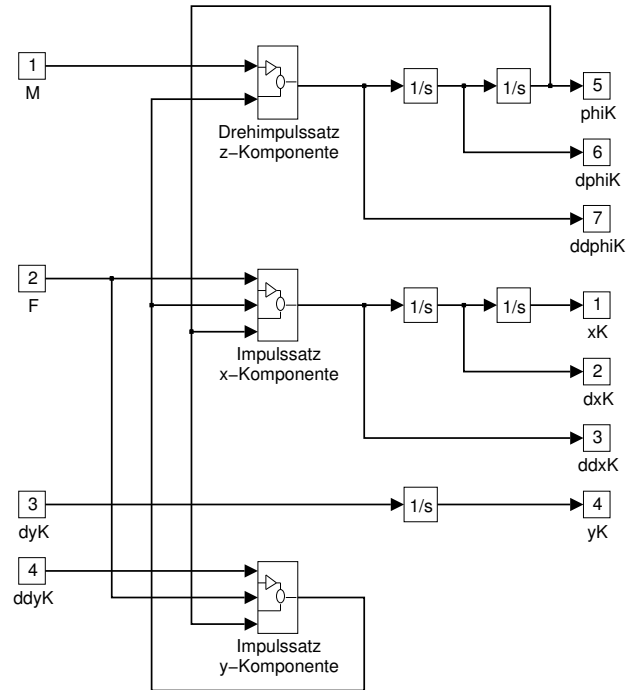 1
M
Drehimpulssatz
z−Komponente
1/s
1/s
5
phiK
6
dphiK
7
ddphiK
2
F
Impulssatz
x−Komponente
1/s
1/s
1
xK
2
dxK
3
ddxK
3
dyK
1/s
4
yK
4
ddyK
Impulssatz
y−Komponente